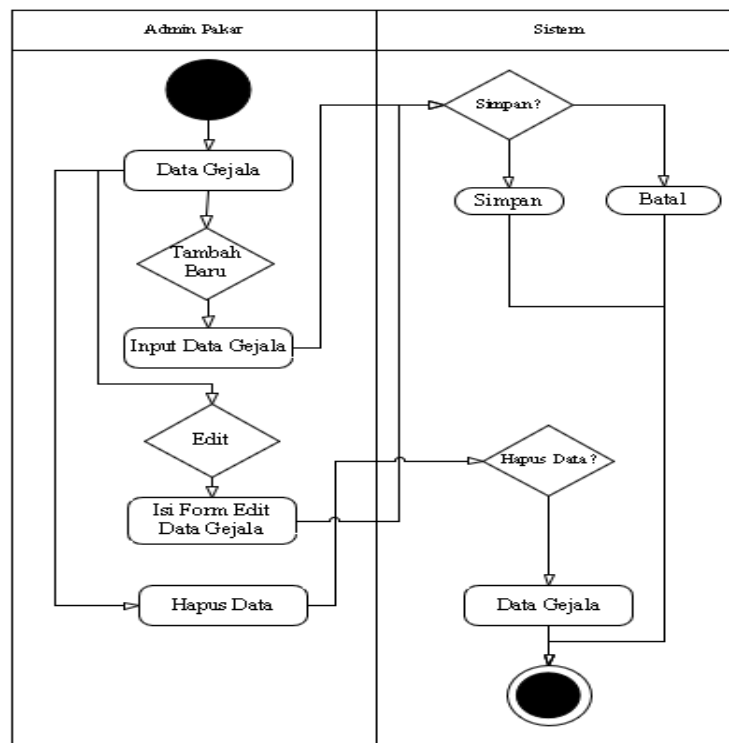 Admin Pakar
Sistem
Data Gejala
Tambah
Baru
Input Data Gejala
Edit
Isi Form Edit
Data Gejala
Hapus Data
Simpan?
Simpan
Batal
Hapus Data?
Data Gejala